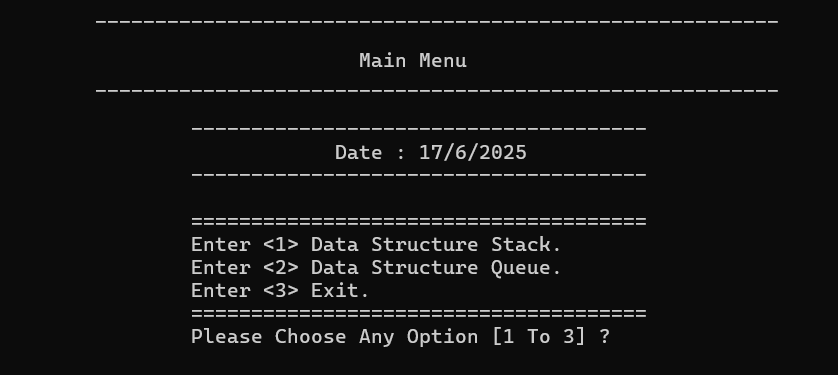 ---------------------------------------------------------
Main Menu
---------------------------------------------------------
--------------------------------------
Date : 17/6/2025
--------------------------------------
======================================
Enter <1> Data Structure Stack.
Enter <2> Data Structure Queue.
Enter <3> Exit.
======================================
Please Choose Any Option [1 To 3] ?